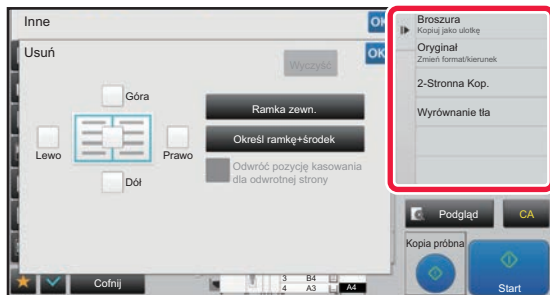 Inne
OK
Usuń
OK
Wyczyść
Góra
Lewo
Prawo
Dół
Ramka zewn.
Określ ramkę+środek
Odwróć pozycję kasowania
dla odwrotnej strony
Broszura
Kopiuj jako ulotkę
Oryginał
Zmień format/kierunek
2-Stronna Kop.
Wyrównanie tła
Podgląd
CA
Kopia próbna
Start
Cofnij
3 B4
4 A3
A4